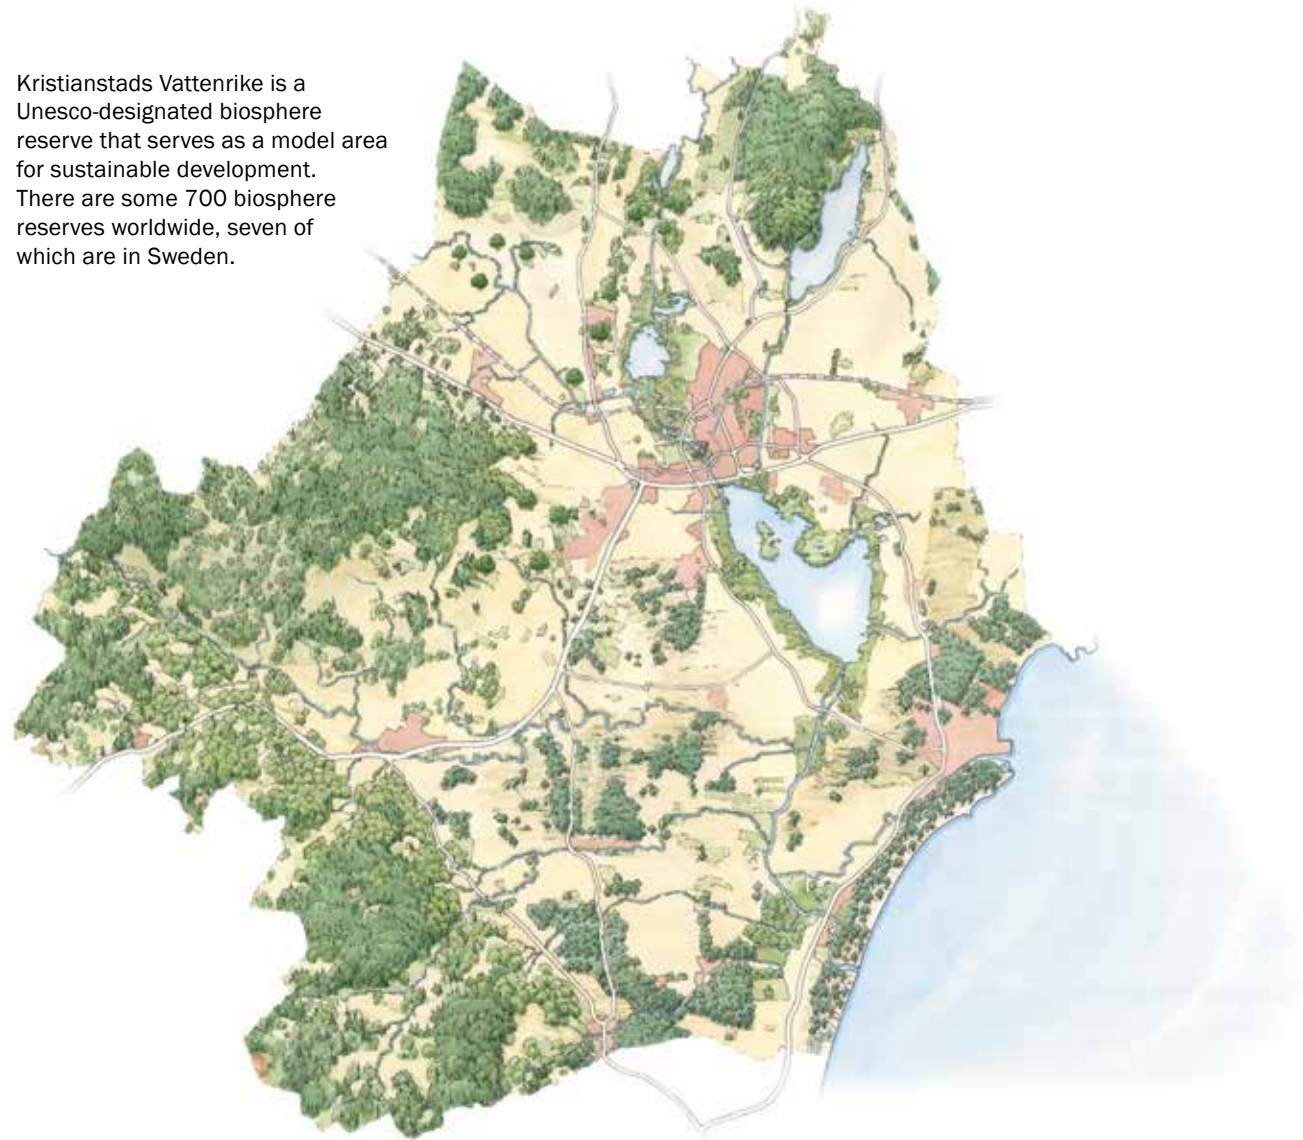 Kristianstads Vattenrike is a
Unesco-designated biosphere
reserve that serves as a model area
for sustainable development.
There are some 700 biosphere
reserves worldwide, seven of
which are in Sweden.